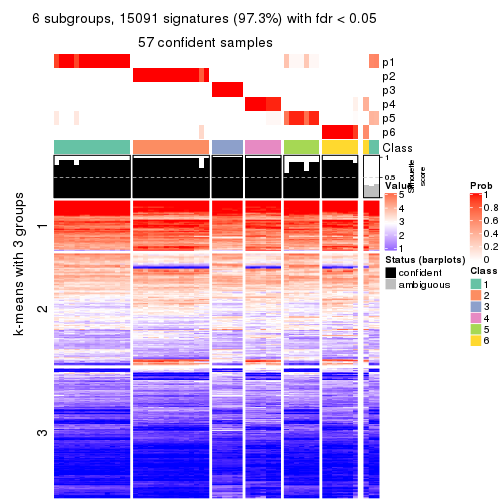 6 subgroups, 15091 signatures (97.3%) with fdr < 0.05
57 confident samples
p1
p2
p3
p4
p5
p6
Class
1
0.5
0
Silhouette
score
k-means with 3 groups
1
2
3
Value
5
4
3
2
1
Status (barplots)
confident
ambiguous
Prob
1
0.8
0.6
0.4
0.2
0
Class
1
2
3
4
5
6